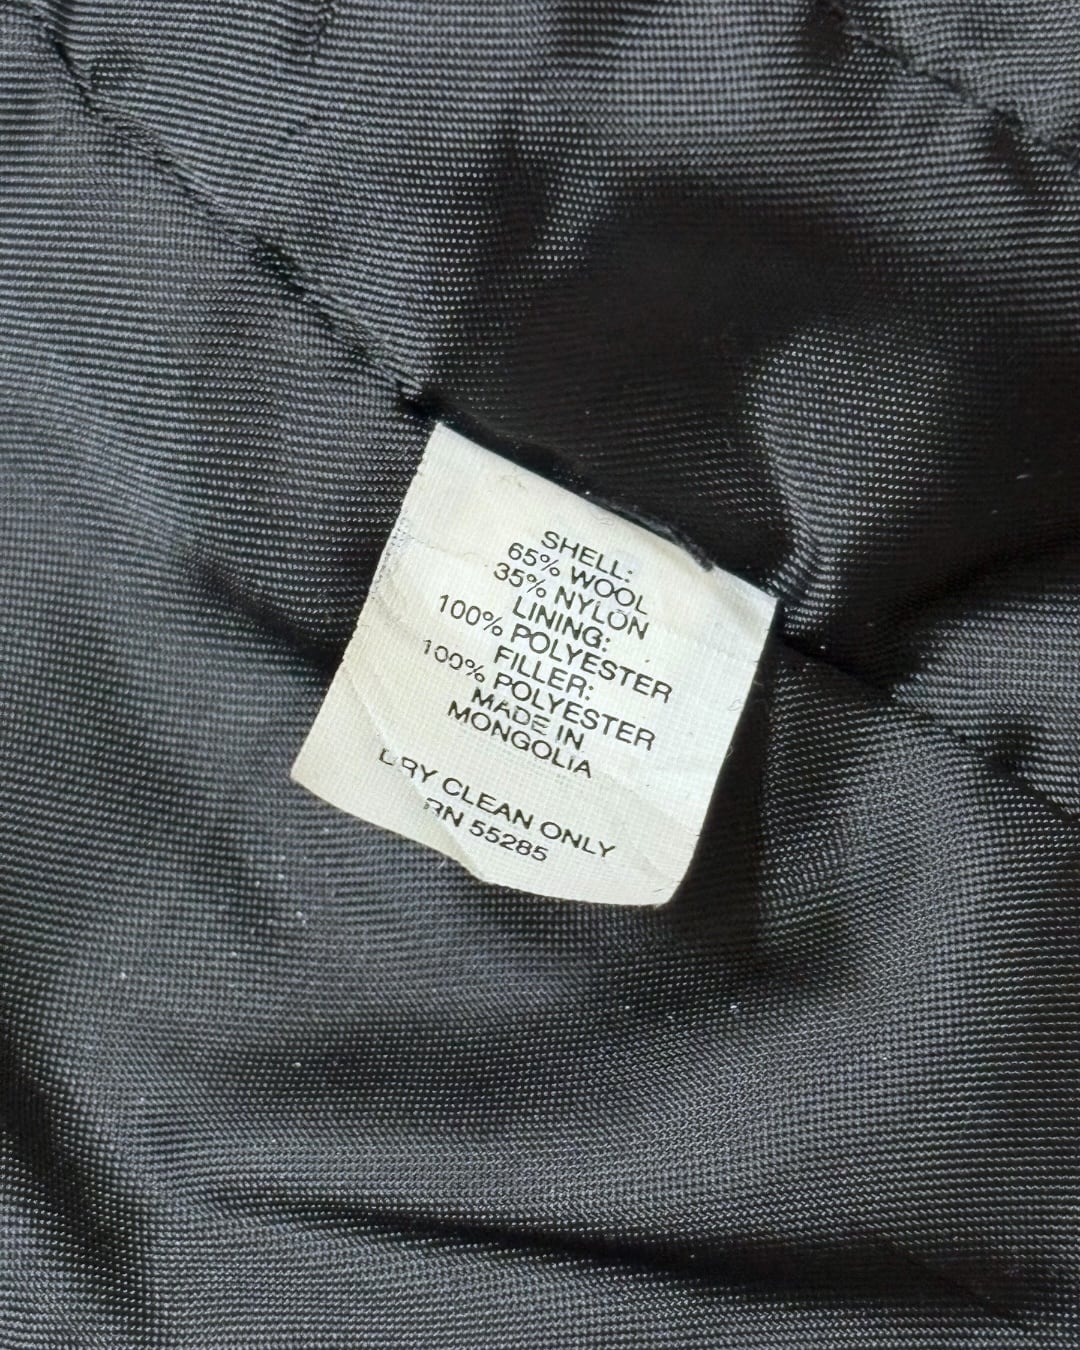 SHELL:
65% WOOL
35% NYLON
LINING:
100% POLYESTER
FILLER:
100% POLYESTER
MADE IN
MONGOLIA
DRY CLEAN ONLY
RN 55285